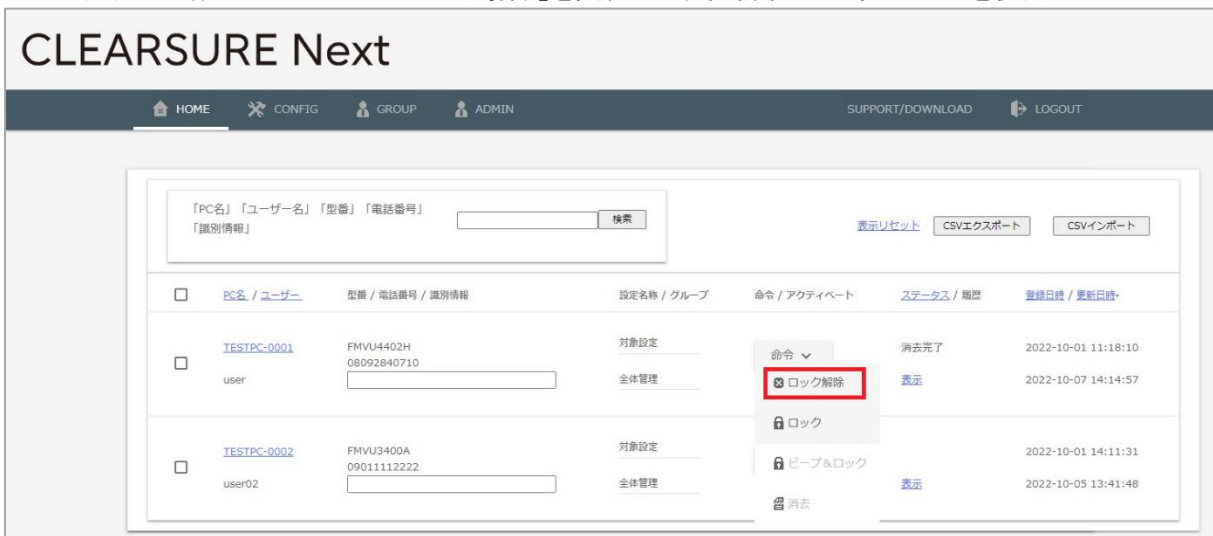 CLEARSURE Next
HOME CONFIG GROUP ADMIN SUPPORT/DOWNLOAD LOGOUT
「PC名」「ユーザー名」「型番」「電話番号」
「識別情報」
検索
表示リセット CSVエクスポート CSVインポート
PC名 / ユーザー 型番 / 電話番号 / 識別情報 設定名称 / グループ 命令 / アクティベート ステータス / 履歴 登録日時 / 更新日時
TESTPC-0001 FMVU4402H 対象設定 命令 消去完了 2022-10-01 11:18:10
08092840710
user 全体管理 ロック解除 表示 2022-10-07 14:14:57
ロック
TESTPC-0002 FMVU3400A 対象設定 2022-10-01 14:11:31
09011112222 ビープ&ロック
user02 全体管理 表示 2022-10-05 13:41:48
消去